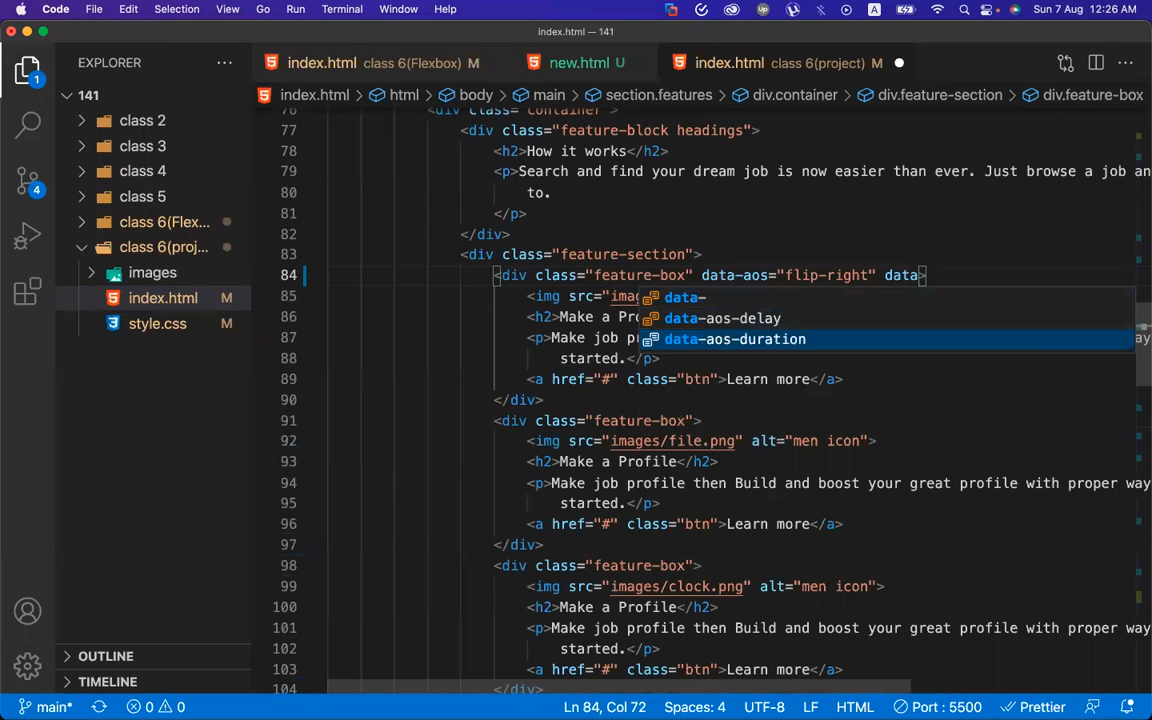 Code File Edit Selection View Go Run Terminal Window Help Up A Sun 7 Aug 12:26 AM
index.html — 141
EXPLORER ···
index.html class 6(Flexbox) M
new.html U
index.html class 6(project) M
index.html > html > body > main > section.features > div.container > div.feature-section > div.feature-box
1
4
141
class 2
class 3
class 4
class 5
class 6(Flex...
class 6(proj...
images
index.html M
style.css M
OUTLINE
TIMELINE
76 <div class="container">
77 <div class="feature-block headings">
78 <h2>How it works</h2>
79 <p>Search and find your dream job is now easier than ever. Just browse a job an
80 to.
81 </p>
82 </div>
83 <div class="feature-section">
84 <div class="feature-box" data-aos="flip-right" data>
85 <img src="imag
data-
data-aos-delay
data-aos-duration
86 <h2>Make a Pro
87 <p>Make job pr way
88 started.</p>
89 <a href="#" class="btn">Learn more</a>
90 </div>
91 <div class="feature-box">
92 <img src="images/file.png" alt="men icon">
93 <h2>Make a Profile</h2>
94 <p>Make job profile then Build and boost your great profile with proper way
95 started.</p>
96 <a href="#" class="btn">Learn more</a>
97 </div>
98 <div class="feature-box">
99 <img src="images/clock.png" alt="men icon">
100 <h2>Make a Profile</h2>
101 <p>Make job profile then Build and boost your great profile with proper way
102 started.</p>
103 <a href="#" class="btn">Learn more</a>
104 </div>
main* 0 0 Ln 84, Col 72 Spaces: 4 UTF-8 LF HTML Port : 5500 Prettier